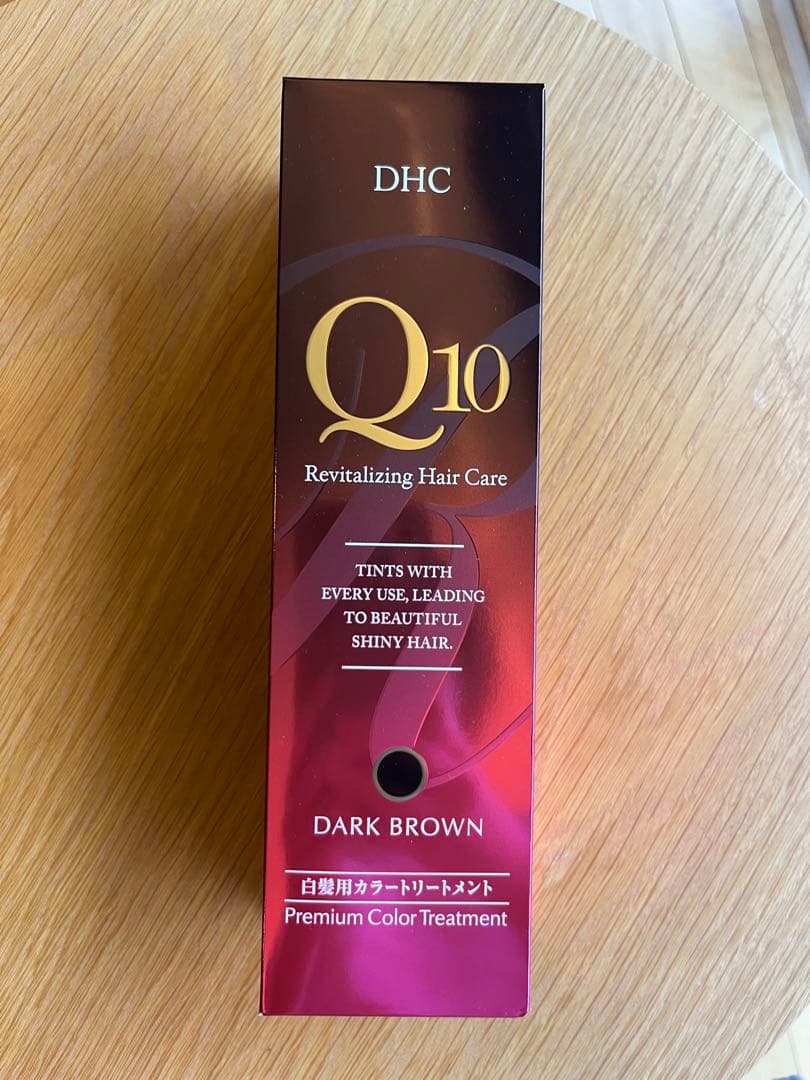 DHC
Q10
Revitalizing Hair Care
TINTS WITH
EVERY USE, LEADING
TO BEAUTIFUL
SHINY HAIR.
DARK BROWN
白髪用カラートリートメント
Premium Color Treatment